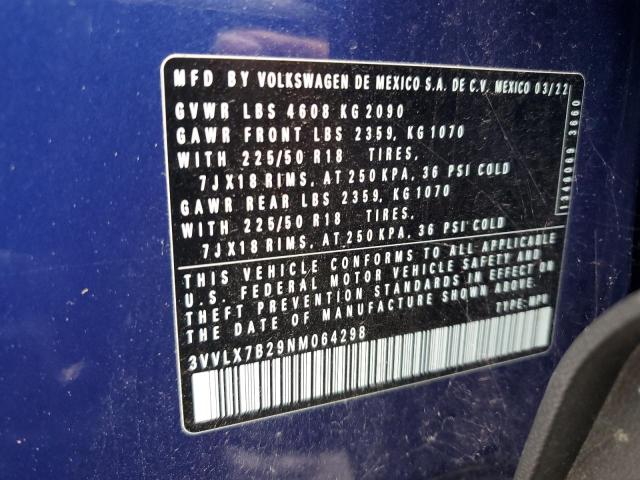 MFD BY VOLKSWAGEN DE MEXICO S.A. DE C.V. MEXICO 03/22
GVWR LBS 4608 KG 2090
GAWR FRONT LBS 2359, KG 1070
WITH 225/50 R18 TIRES,
7JX18 RIMS, AT 250 KPA, 36 PSI COLD
GAWR REAR LBS 2359, KG 1070
WITH 225/50 R18 TIRES,
7JX18 RIMS, AT 250 KPA, 36 PSI COLD
THIS VEHICLE CONFORMS TO ALL APPLICABLE
U.S. FEDERAL MOTOR VEHICLE SAFETY AND
THEFT PREVENTION STANDARDS IN EFFECT ON
THE DATE OF MANUFACTURE SHOWN ABOVE.
TYPE: MPV
3VVLX7B29NM064298
1346069 3660